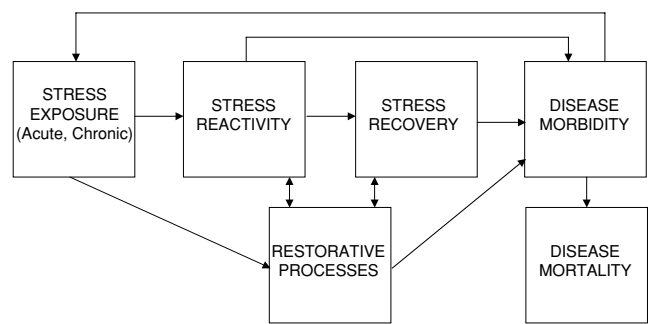 STRESS
EXPOSURE
(Acute, Chronic)
STRESS
REACTIVITY
STRESS
RECOVERY
DISEASE
MORBIDITY
RESTORATIVE
PROCESSES
DISEASE
MORTALITY